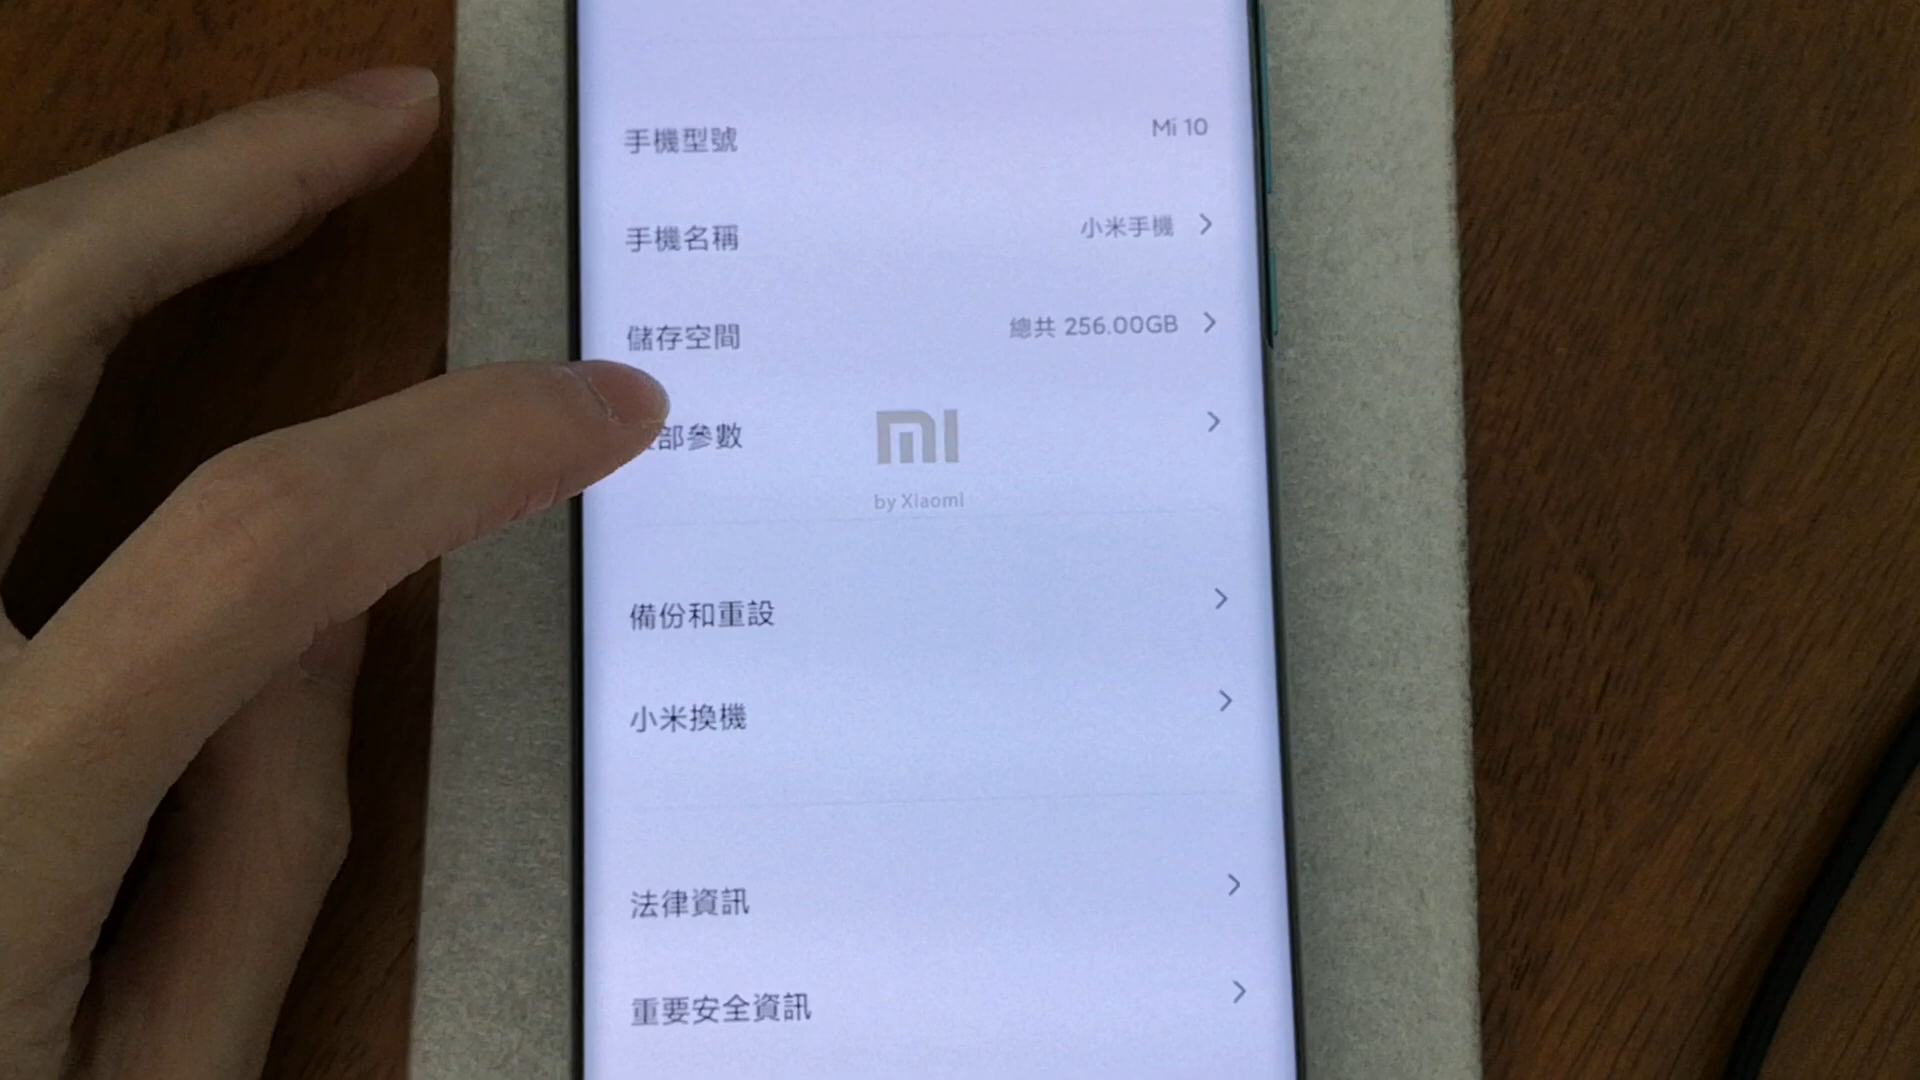 手機型號 Mi 10
手機名稱 小米手機
儲存空間 總共 256.00GB
部參數
mi
by Xiaomi
備份和重設
小米換機
法律資訊
重要安全資訊